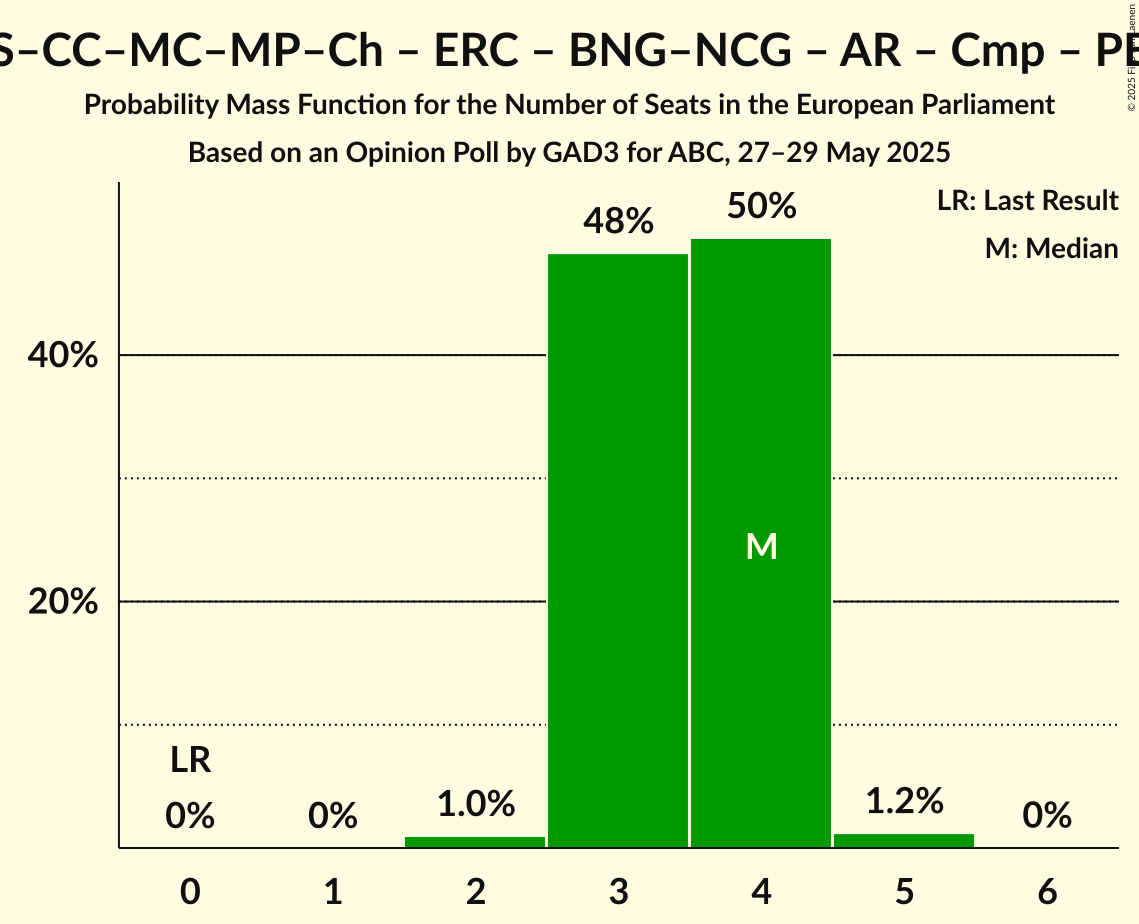 S–CC–MC–MP–Ch – ERC – BNG–NCG – AR – Cmp –
Probability Mass Function for the Number of Seats in the European Parliament
Based on an Opinion Poll by GAD3 for ABC, 27–29 May 2025
© 2025
LR: Last Result
M: Median
48%
50%
40%
M
20%
LR
0%
0%
1.0%
1.2%
0%
0 1 2 3 4 5 6